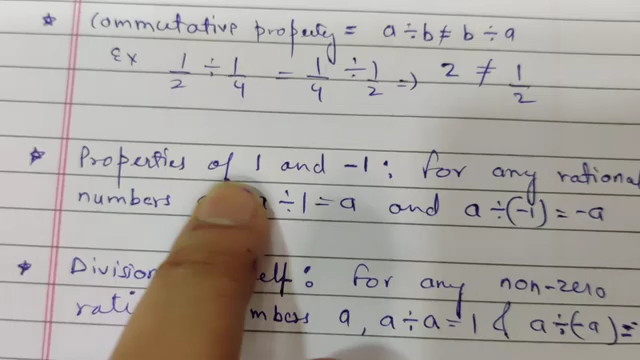 * Commutative property = a ÷ b ≠ b ÷ a
Ex 1/2 ÷ 1/4 = 1/4 ÷ 1/2 => 2 ≠ 1/2
* Properties of 1 and -1: for any rational
numbers a ÷ 1 = a and a ÷ (-1) = -a
* Division elf: for any non-zero
rati mbers a, a ÷ a = 1 & a ÷ (-a) =